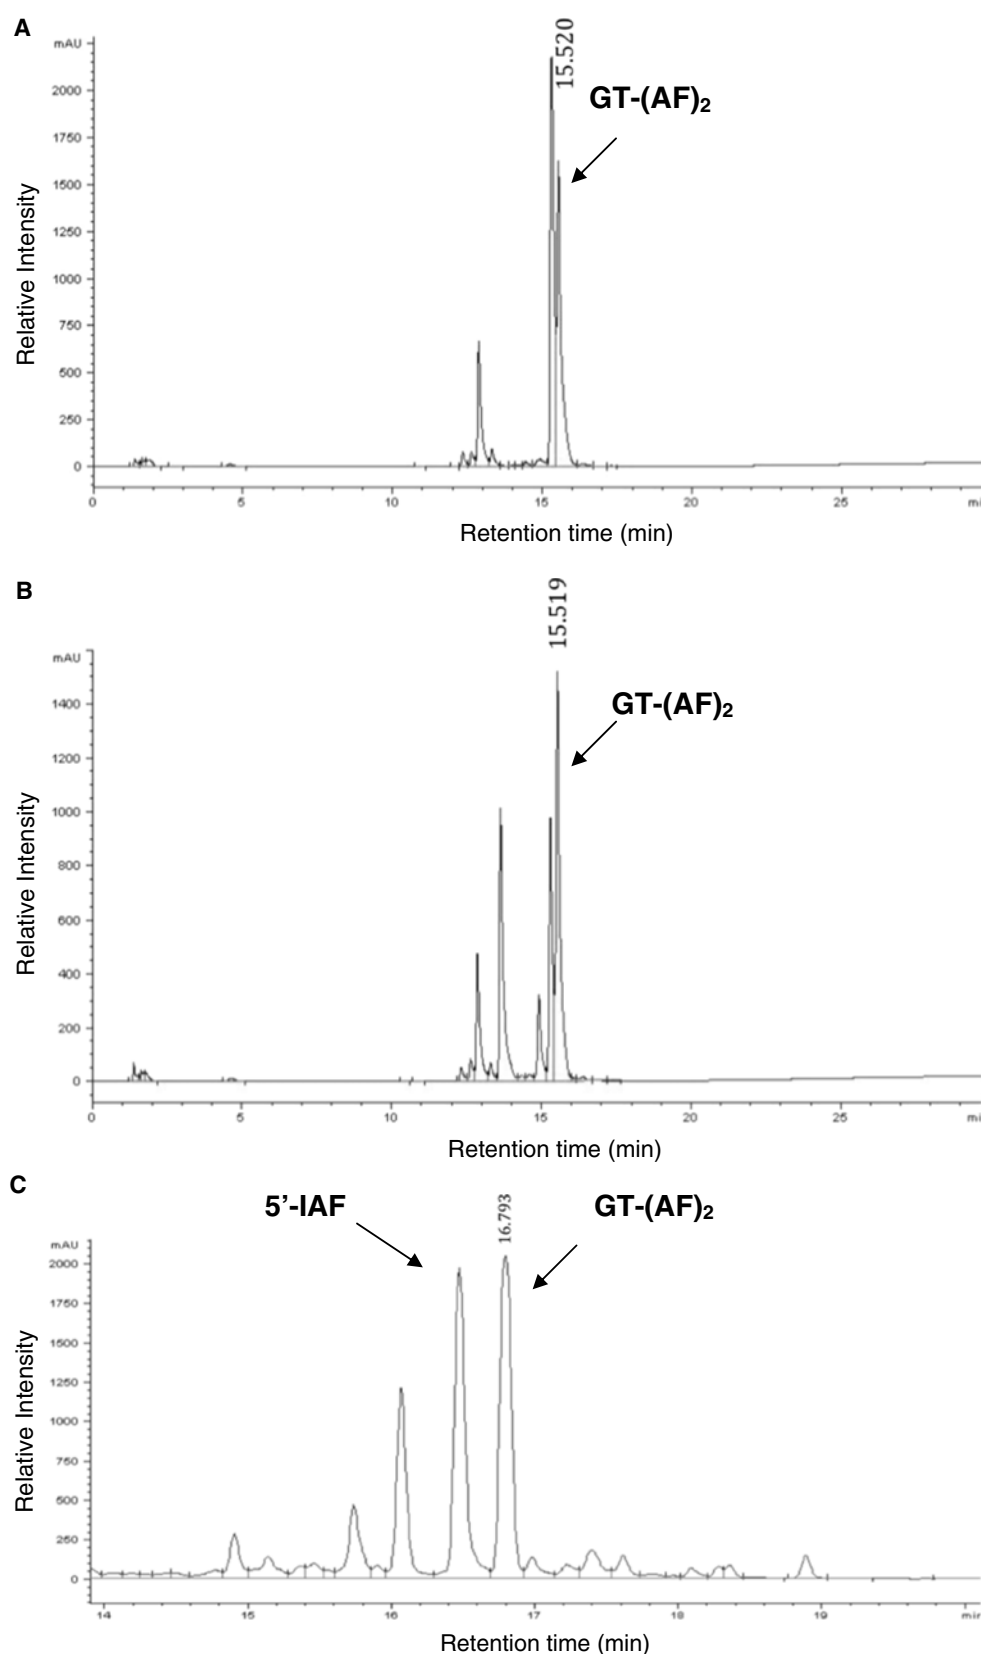 A
mAU
2000
1750
1500
1250
1000
750
500
250
0
Relative Intensity
15.520
GT-(AF)₂
0 5 10 15 20 25 mi
Retention time (min)
B
mAU
1400
1200
1000
800
600
400
200
0
Relative Intensity
15.519
GT-(AF)₂
0 5 10 15 20 25 mi
Retention time (min)
C
5’-IAF
16.793
GT-(AF)₂
mAU
2000
1750
1500
1250
1000
750
500
250
0
Relative Intensity
14 15 16 17 18 19 min
Retention time (min)